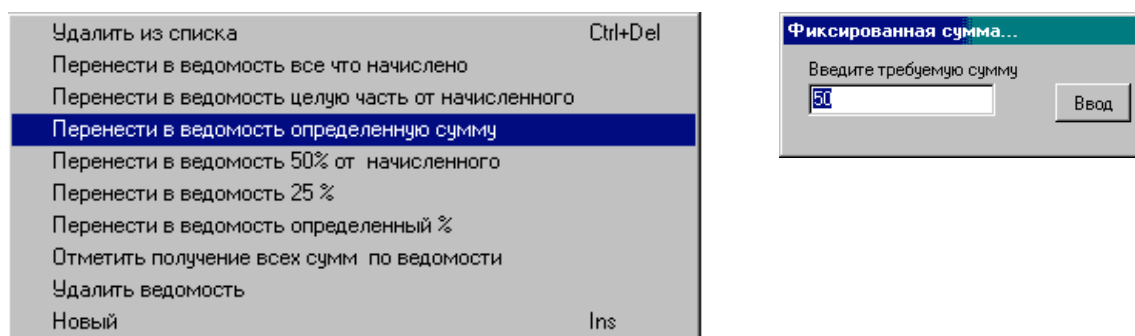 Удалить из списка Ctrl+Del
Перенести в ведомость все что начислено
Перенести в ведомость целую часть от начисленного
Перенести в ведомость определенную сумму
Перенести в ведомость 50% от начисленного
Перенести в ведомость 25 %
Перенести в ведомость определенный %
Отметить получение всех сумм по ведомости
Удалить ведомость
Новый Ins
Фиксированная сумма...
Введите требуемую сумму
50
Ввод